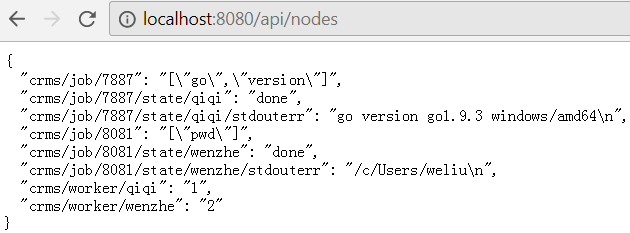 localhost:8080/api/nodes
{
"crms/job/7887": "[\"go\",\"version\"]",
"crms/job/7887/state/qiqi": "done",
"crms/job/7887/state/qiqi/stdouterr": "go version go1.9.3 windows/amd64\n",
"crms/job/8081": "[\"pwd\"]",
"crms/job/8081/state/wenzhe": "done",
"crms/job/8081/state/wenzhe/stdouterr": "/c/Users/weliu\n",
"crms/worker/qiqi": "1",
"crms/worker/wenzhe": "2"
}